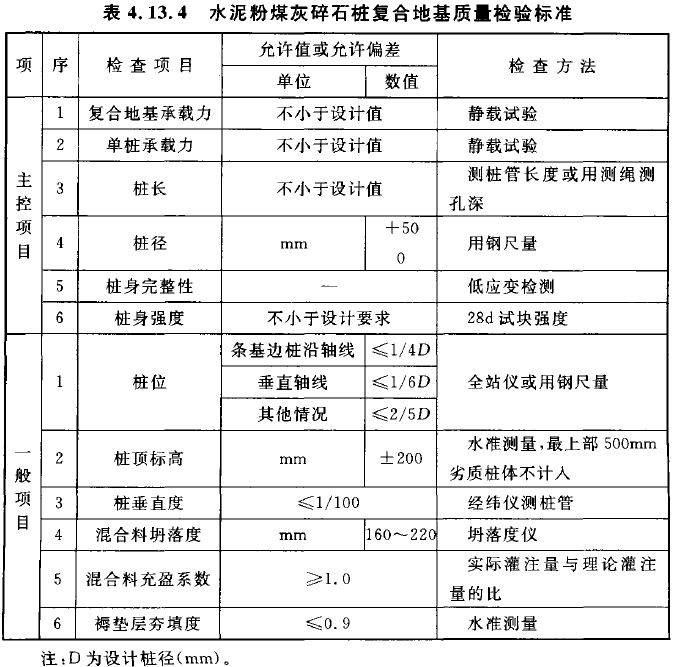 表 4.13.4 水泥粉煤灰碎石桩复合地基质量检验标准
项 序 检查项目 允许值或允许偏差 检查方法
单位 数值
主控项目
1 复合地基承载力 不小于设计值 静载试验
2 单桩承载力 不小于设计值 静载试验
3 桩长 不小于设计值 测桩管长度或用测绳测
孔深
4 桩径 mm +50
0 用钢尺量
5 桩身完整性 — 低应变检测
6 桩身强度 不小于设计要求 28d 试块强度
一般项目
1 桩位 条基边桩沿轴线 ≤1/4D 全站仪或用钢尺量
垂直轴线 ≤1/6D
其他情况 ≤2/5D
2 桩顶标高 mm ±200 水准测量,最上部 500mm
劣质桩体不计入
3 桩垂直度 ≤1/100 经纬仪测桩管
4 混合料坍落度 mm 160~220 坍落度仪
5 混合料充盈系数 ≥1.0 实际灌注量与理论灌注
量的比
6 褥垫层夯填度 ≤0.9 水准测量
注:D 为设计桩径(mm)。